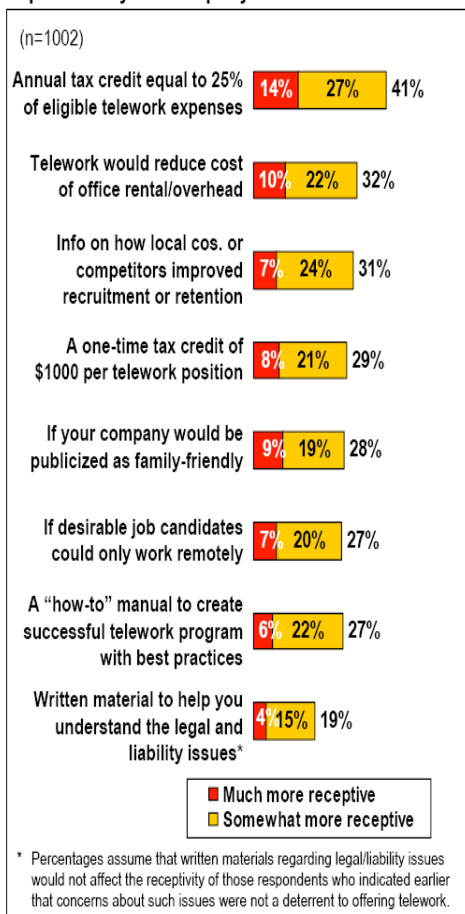 (n=1002)
Annual tax credit equal to 25%
of eligible telework expenses
14% 27% 41%
Telework would reduce cost
of office rental/overhead
10% 22% 32%
Info on how local cos. or
competitors improved
recruitment or retention
7% 24% 31%
A one-time tax credit of
$1000 per telework position
8% 21% 29%
If your company would be
publicized as family-friendly
9% 19% 28%
If desirable job candidates
could only work remotely
7% 20% 27%
A “how-to” manual to create
successful telework program
with best practices
6% 22% 27%
Written material to help you
understand the legal and
liability issues*
4% 15% 19%
Much more receptive
Somewhat more receptive
* Percentages assume that written materials regarding legal/liability issues
would not affect the receptivity of those respondents who indicated earlier
that concerns about such issues were not a deterrent to offering telework.